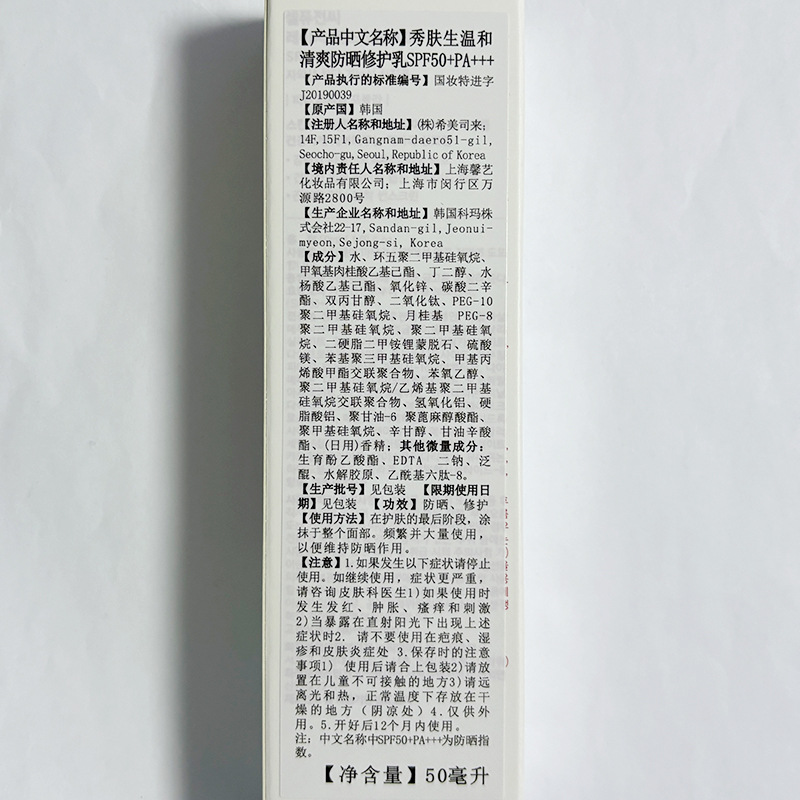 【产品中文名称】秀肤生温和
清爽防晒修护乳SPF50+PA+++
【产品执行的标准编号】国妆特进字
J20190039
【原产国】韩国
【注册人名称和地址】(株)希美司来;
14F,15F1,Gangnam-daero51-gil,
Seocho-gu,Seoul,Republic of Korea
【境内责任人名称和地址】上海馨艺
化妆品有限公司; 上海市闵行区万
源路2800号
【生产企业名称和地址】韩国科玛株
式会社22-17,Sandan-gil,Jeonui-
myeon,Sejong-si, Korea
【成分】水、环五聚二甲基硅氧烷、
甲氧基肉桂酸乙基己酯、丁二醇、水
杨酸乙基己酯、氧化锌、碳酸二辛
酯、双丙甘醇、二氧化钛、PEG-10
聚二甲基硅氧烷、月桂基 PEG-8
聚二甲基硅氧烷、聚二甲基硅氧
烷、二硬脂二甲铵锂蒙脱石、硫酸
镁、苯基聚三甲基硅氧烷、甲基丙
烯酸甲酯交联聚合物、苯氧乙醇、
聚二甲基硅氧烷/乙烯基聚二甲基硅
氧烷交联聚合物、氢氧化铝、硬
脂酸铝、聚甘油-6 聚蓖麻醇酸酯、
聚甲基硅氧烷、辛甘醇、甘油辛酸
酯、(日用)香精; 其他微量成分:
生育酚乙酸酯、EDTA 二钠、泛
醌、水解胶原、乙酰基六肽-8。
【生产批号】见包装 【限期使用日
期】见包装 【功效】防晒、修护
【使用方法】在护肤的最后阶段, 涂
抹于整个面部。频繁并大量使用,
以便维持防晒作用。
【注意】1.如果发生以下症状请停止
使用。如继续使用, 症状更严重,
请咨询皮肤科医生1)如果使用时
发生发红、肿胀、瘙痒和刺激
2)当暴露在直射阳光下出现上述
症状时2. 请不要使用在疤痕、湿
疹和皮肤炎症处 3.保存时的注意
事项1) 使用后请合上包装2)请放
置在儿童不可接触的地方3)请远
离光和热, 正常温度下存放在干
燥的地方 (阴凉处) 4.仅供外
用。5.开好后12个月内使用。
注: 中文名称中SPF50+PA+++为防晒指
数。
【净含量】50毫升